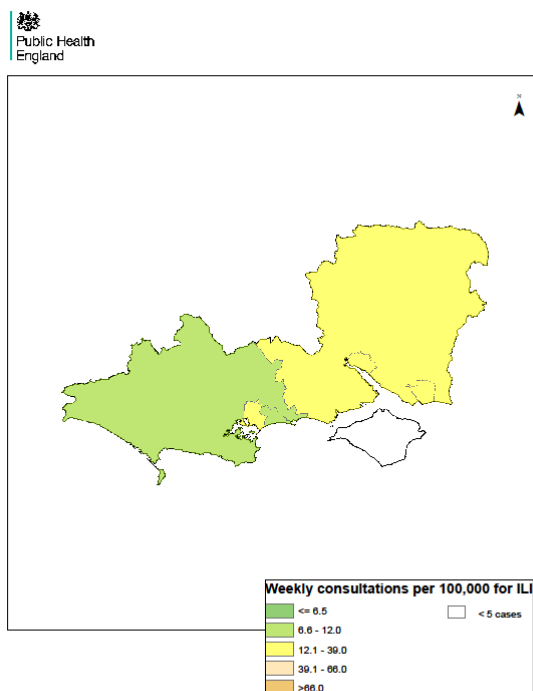 Public Health
England
N
Weekly consultations per 100,000 for ILI
<= 6.5
6.6 - 12.0
12.1 - 39.0
39.1 - 66.0
>66.0
< 5 cases